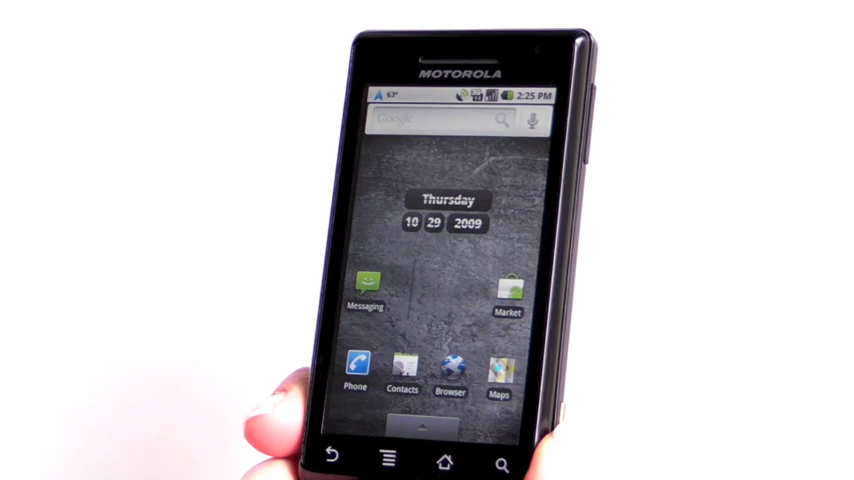 MOTOROLA
63° 2:25 PM
Google
Thursday
10 29 2009
Messaging
Market
Phone
Contacts
Browser
Maps